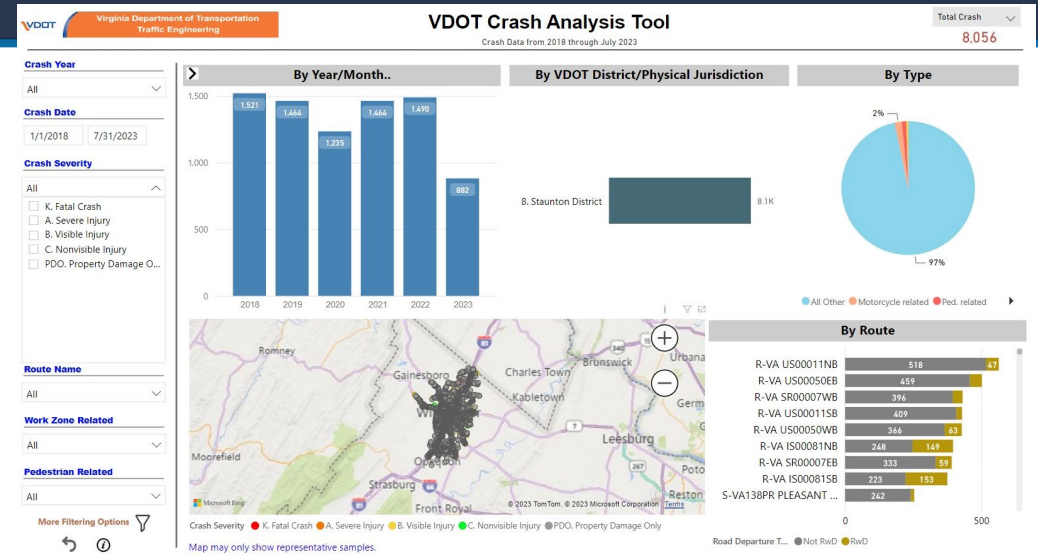 VDOT
Virginia Department of Transportation
Traffic Engineering
VDOT Crash Analysis Tool
Crash Data from 2018 through July 2023
Total Crash
8,056
Crash Year
All
Crash Date
1/1/2018 7/31/2023
Crash Severity
All
K. Fatal Crash
A. Severe Injury
B. Visible Injury
C. Nonvisible Injury
PDO. Property Damage O...
Route Name
All
Work Zone Related
All
Pedestrian Related
All
More Filtering Options
By Year/Month..
1,500
1,000
500
0
1,521
1,464
1,235
1,464
1,490
882
2018 2019 2020 2021 2022 2023
By VDOT District/Physical Jurisdiction
8. Staunton District
8.1K
By Type
2%
97%
All Other Motorcycle related Ped. related
Romney
Gainesboro
Charles Town
Brunswick
Urbana
Kabletown
Germ
Leesburg
Moorefield
Strasburg
Front Royal
Reston
Poto
340
7
267
Microsoft Bing
© 2023 TomTom, © 2023 Microsoft Corporation Terms
Crash Severity K. Fatal Crash A. Severe Injury B. Visible Injury C. Nonvisible Injury PDO. Property Damage Only
Map may only show representative samples.
By Route
R-VA US00011NB 518 47
R-VA US00050EB 459
R-VA SR00007WB 396
R-VA US00011SB 409
R-VA US00050WB 366 63
R-VA IS00081NB 248 149
R-VA SR00007EB 333 59
R-VA IS00081SB 223 153
S-VA138PR PLEASANT ... 242
0 500
Road Departure T... Not RwD RwD